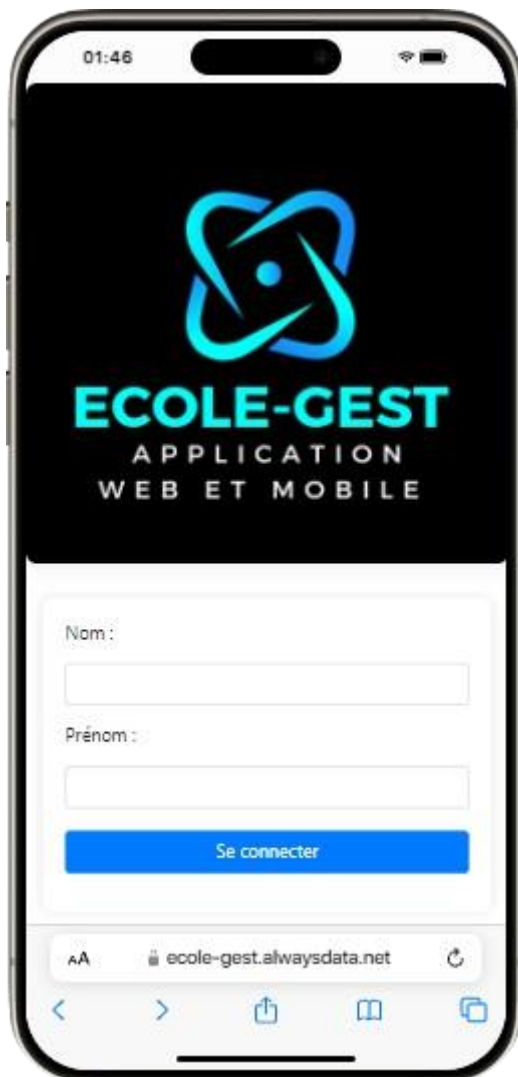 01:46
ECOLE-GEST
APPLICATION
WEB ET MOBILE
Nom :
Prénom :
Se connecter
AA
ecole-gest.alwaysdata.net